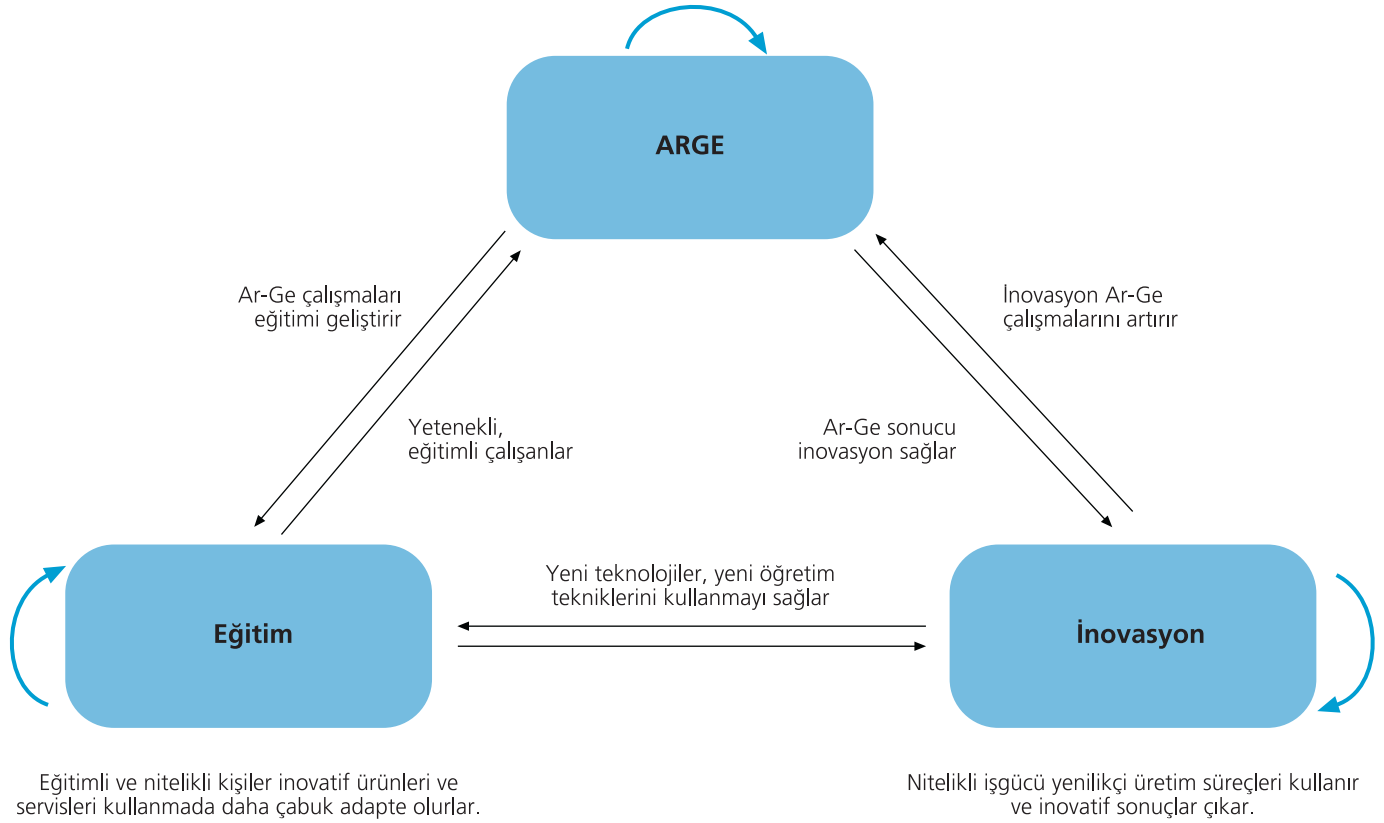 ARGE
Ar-Ge çalışmaları
eğitimi geliştirir
İnovasyon Ar-Ge
çalışmalarını artırır
Yetenekli,
eğitimli çalışanlar
Ar-Ge sonucu
inovasyon sağlar
Yeni teknolojiler, yeni öğretim
tekniklerini kullanmayı sağlar
Eğitim
İnovasyon
Eğitimli ve nitelikli kişiler inovatif ürünleri ve
servisleri kullanmada daha çabuk adapte olurlar.
Nitelikli işgücü yenilikçi üretim süreçleri kullanır
ve inovatif sonuçlar çıkar.